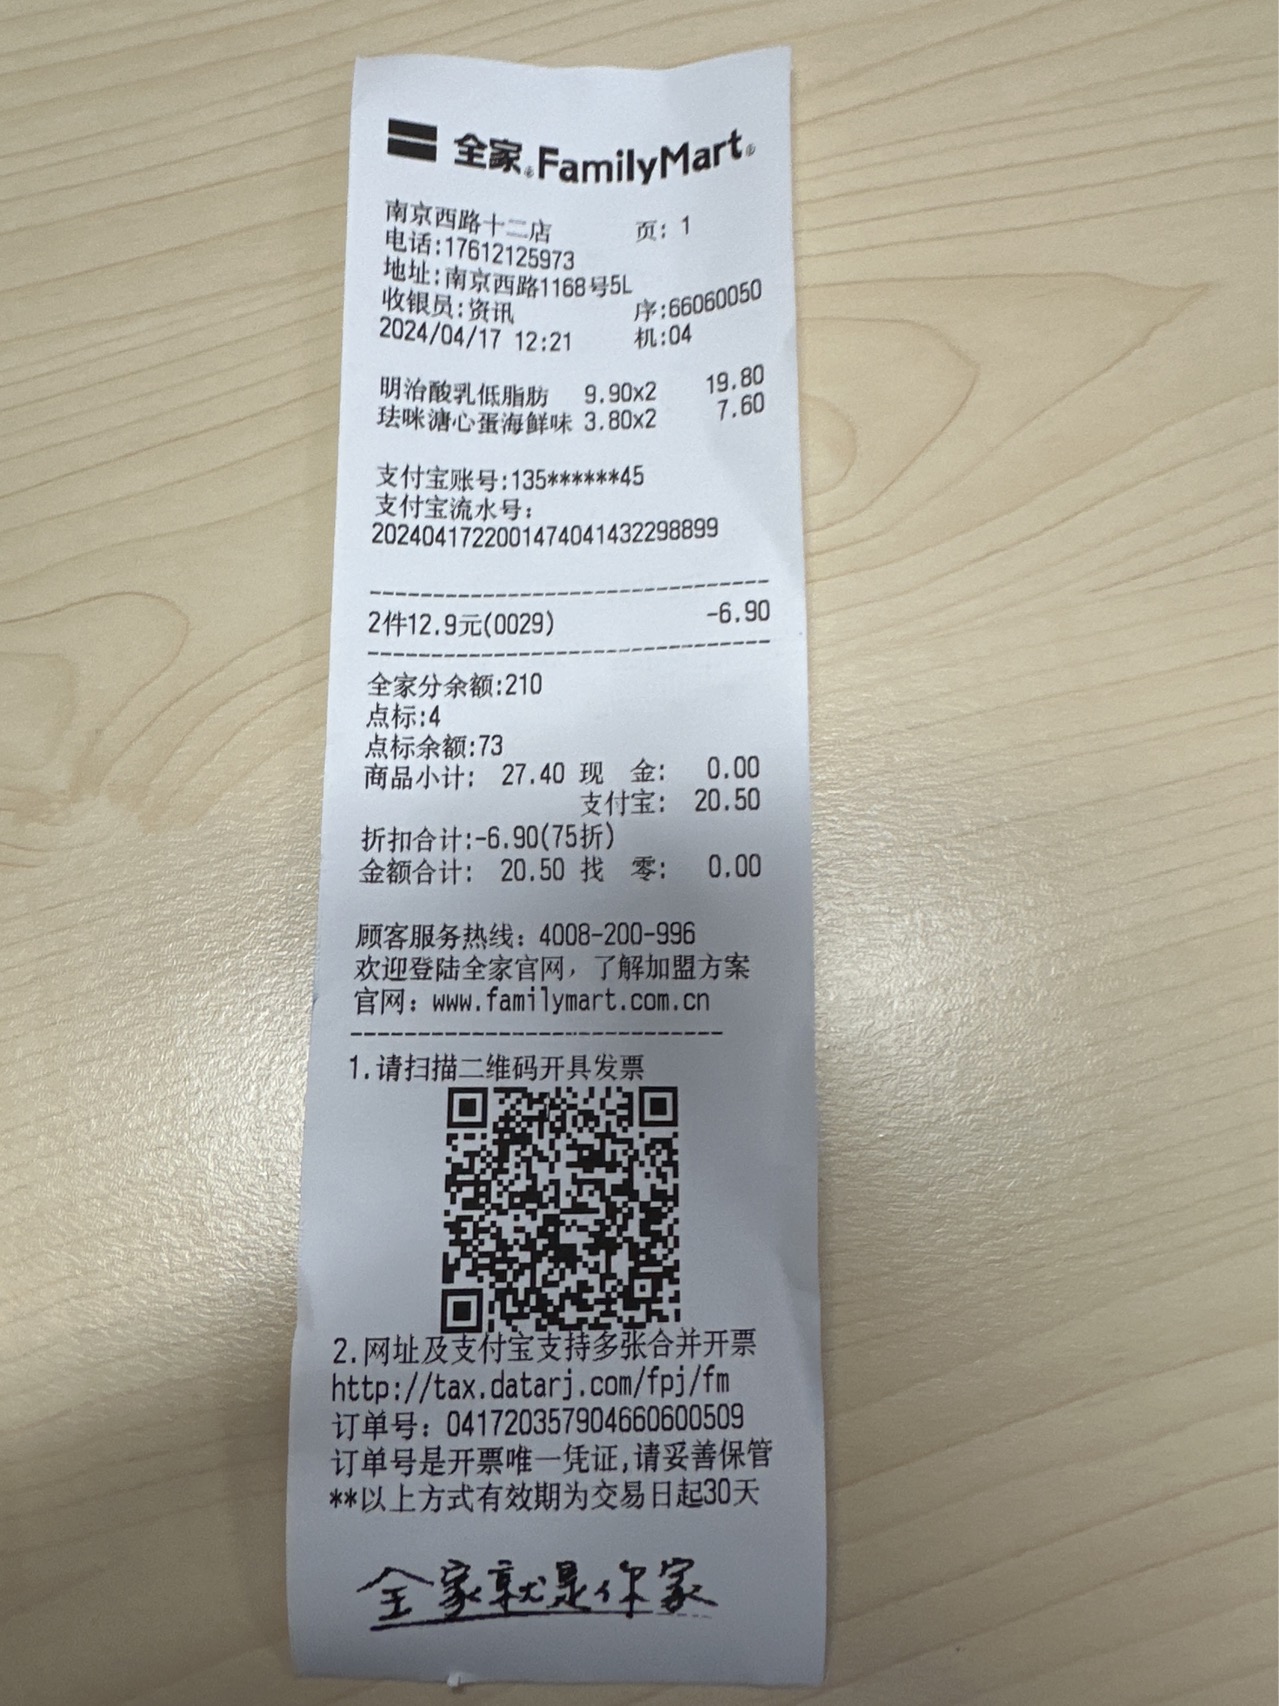 全家 FamilyMart
南京西路十二店 页: 1
电话:17612125973
地址:南京西路1168号5L
收银员:资讯 序:66060050
2024/04/17 12:21 机:04
明治酸乳低脂肪 9.90x2 19.80
珐咪溏心蛋海鲜味 3.80x2 7.60
支付宝账号:135******45
支付宝流水号:
2024041722001474041432298899
2件12.9元(0029) -6.90
全家分余额:210
点标:4
点标余额:73
商品小计: 27.40 现 金: 0.00
支付宝: 20.50
折扣合计:-6.90(75折)
金额合计: 20.50 找 零: 0.00
顾客服务热线: 4008-200-996
欢迎登陆全家官网, 了解加盟方案
官网: www.familymart.com.cn
1.请扫描二维码开具发票
2.网址及支付宝支持多张合并开票
http://tax.datarj.com/fpj/fm
订单号: 041720357904660600509
订单号是开票唯一凭证,请妥善保管
**以上方式有效期为交易日起30天
全家就是你家